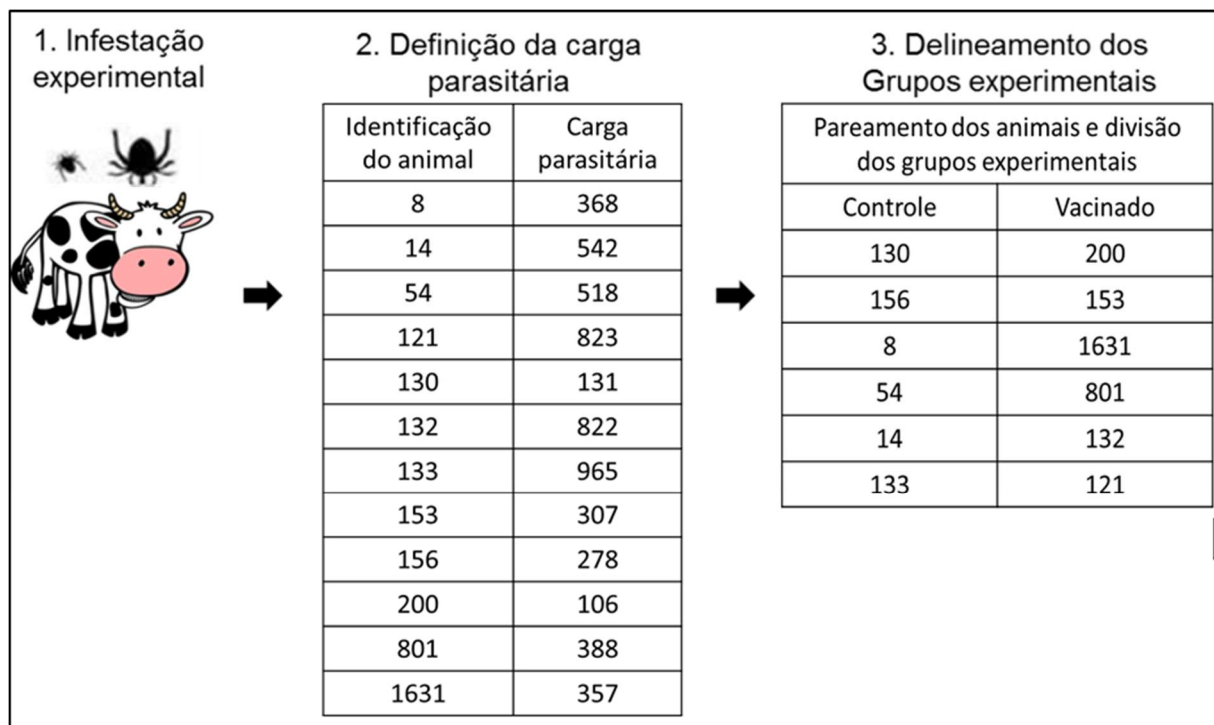 1. Infestação
experimental
2. Definição da carga
parasitária
Identificação
do animal
Carga
parasitária
8 368
14 542
54 518
121 823
130 131
132 822
133 965
153 307
156 278
200 106
801 388
1631 357
3. Delineamento dos
Grupos experimentais
Pareamento dos animais e divisão
dos grupos experimentais
Controle Vacinado
130 200
156 153
8 1631
54 801
14 132
133 121